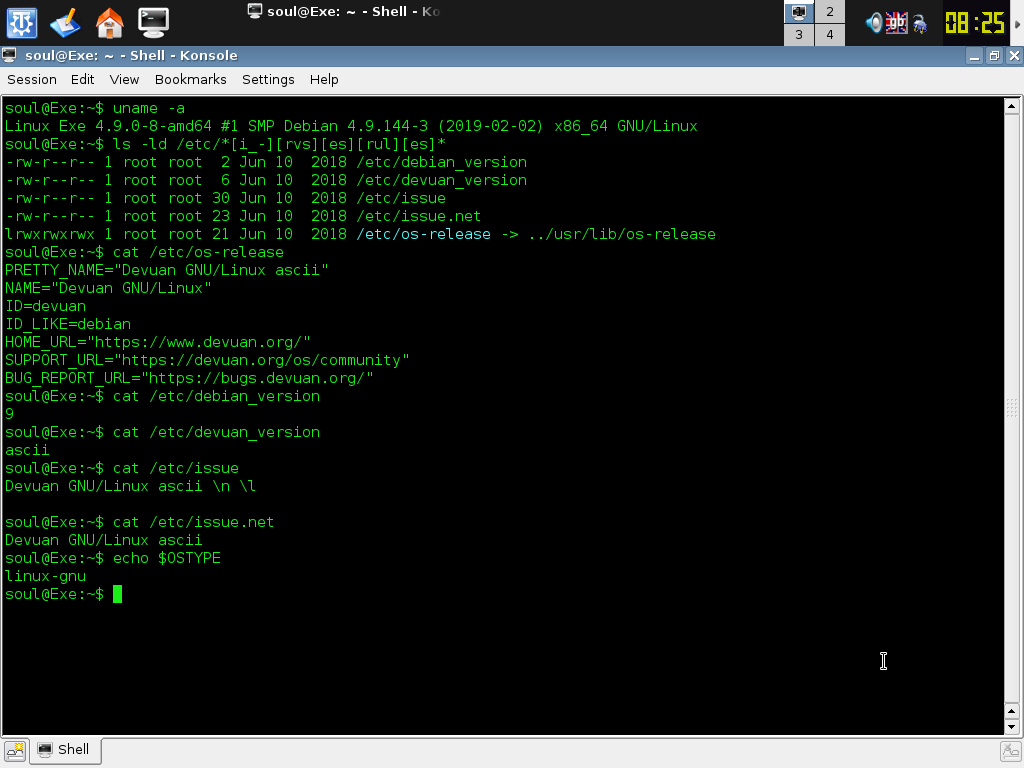 soul@Exe: ~ - Shell - Ko
2
3 4
gb
08:25
soul@Exe: ~ - Shell - Konsole
Session Edit View Bookmarks Settings Help
soul@Exe:~$ uname -a
Linux Exe 4.9.0-8-amd64 #1 SMP Debian 4.9.144-3 (2019-02-02) x86_64 GNU/Linux
soul@Exe:~$ ls -ld /etc/*[i_-][rvs][es][rul][es]*
-rw-r--r-- 1 root root  2 Jun 10  2018 /etc/debian_version
-rw-r--r-- 1 root root  6 Jun 10  2018 /etc/devuan_version
-rw-r--r-- 1 root root 30 Jun 10  2018 /etc/issue
-rw-r--r-- 1 root root 23 Jun 10  2018 /etc/issue.net
lrwxrwxrwx 1 root root 21 Jun 10  2018 /etc/os-release -> ../usr/lib/os-release
soul@Exe:~$ cat /etc/os-release
PRETTY_NAME="Devuan GNU/Linux ascii"
NAME="Devuan GNU/Linux"
ID=devuan
ID_LIKE=debian
HOME_URL="https://www.devuan.org/"
SUPPORT_URL="https://devuan.org/os/community"
BUG_REPORT_URL="https://bugs.devuan.org/"
soul@Exe:~$ cat /etc/debian_version
9
soul@Exe:~$ cat /etc/devuan_version
ascii
soul@Exe:~$ cat /etc/issue
Devuan GNU/Linux ascii \n \l
soul@Exe:~$ cat /etc/issue.net
Devuan GNU/Linux ascii
soul@Exe:~$ echo $OSTYPE
linux-gnu
soul@Exe:~$
Shell